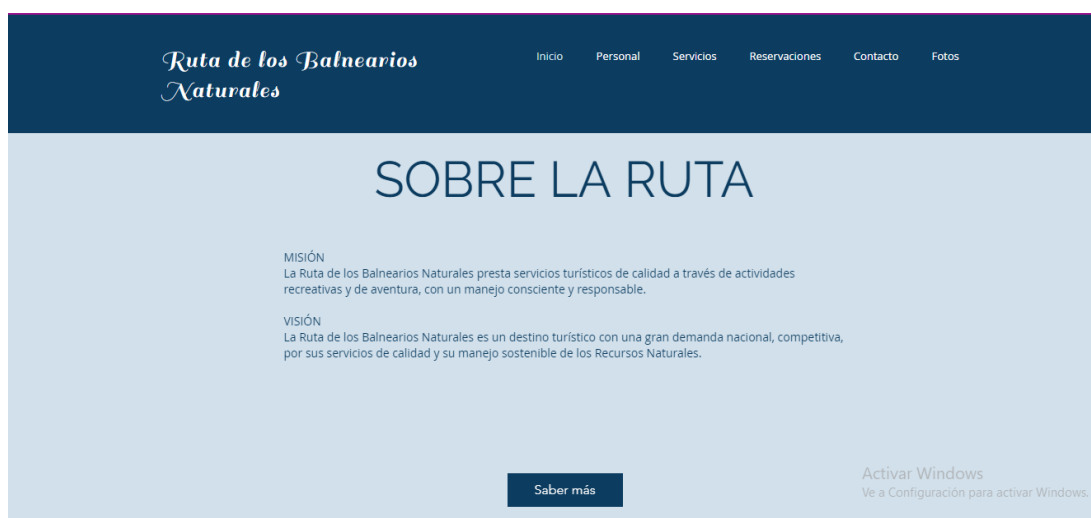 Ruta de los Balnearios
Naturales
Inicio Personal Servicios Reservaciones Contacto Fotos
SOBRE LA RUTA
MISIÓN
La Ruta de los Balnearios Naturales presta servicios turísticos de calidad a través de actividades
recreativas y de aventura, con un manejo consciente y responsable.
VISIÓN
La Ruta de los Balnearios Naturales es un destino turístico con una gran demanda nacional, competitiva,
por sus servicios de calidad y su manejo sostenible de los Recursos Naturales.
Saber más
Activar Windows
Ve a Configuración para activar Windows.